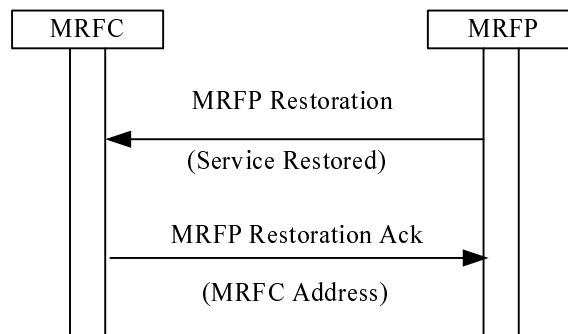 MRFC
MRFP
MRFP Restoration
(Service Restored)
MRFP Restoration Ack
(MRFC Address)